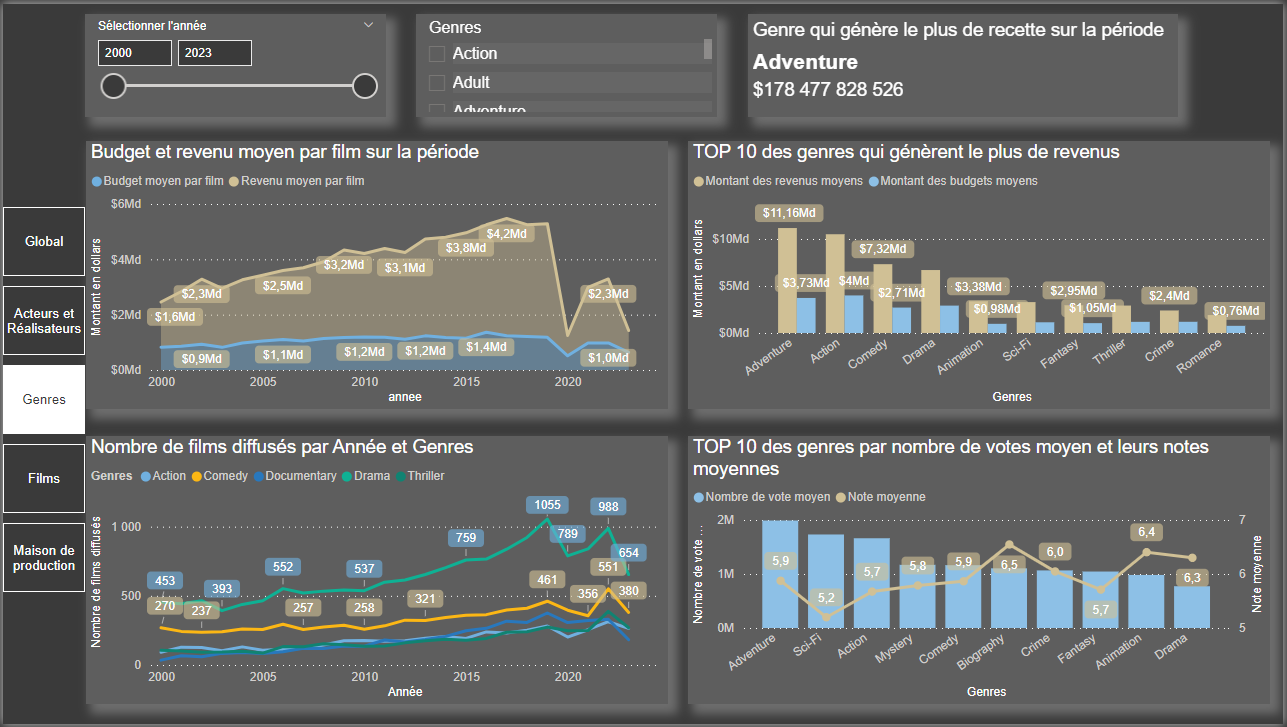 Sélectionner l'année
2000
2023
Genres
Action
Adult
Adventure
Genre qui génère le plus de recette sur la période
Adventure
$178 477 828 526
Global
Acteurs et
Réalisateurs
Genres
Films
Maison de
production
Budget et revenu moyen par film sur la période
Budget moyen par film Revenu moyen par film
Montant en dollars
$6Md
$4Md
$2Md
$0Md
$1,6Md
$2,3Md
$2,5Md
$3,2Md
$3,1Md
$3,8Md
$4,2Md
$2,3Md
$0,9Md
$1,1Md
$1,2Md
$1,2Md
$1,4Md
$1,0Md
2000 2005 2010 2015 2020
annee
TOP 10 des genres qui génèrent le plus de revenus
Montant des revenus moyens Montant des budgets moyens
Montant en dollars
$10Md
$5Md
$0Md
$11,16Md
$3,73Md
$4Md
$7,32Md
$2,71Md
$3,38Md
$0,98Md
$2,95Md
$1,05Md
$2,4Md
$0,76Md
Adventure Action Comedy Drama Animation Sci-Fi Fantasy Thriller Crime Romance
Genres
Nombre de films diffusés par Année et Genres
Genres Action Comedy Documentary Drama Thriller
Nombre de films diffusés
1 000
500
0
453
393
552
537
759
1055
789
988
654
270
237
257
258
321
461
356
551
380
2000 2005 2010 2015 2020
Année
TOP 10 des genres par nombre de votes moyen et leurs notes
moyennes
Nombre de vote moyen Note moyenne
Nombre de vote ...
2M
1M
0M
5,9
5,2
5,7
5,8
5,9
6,5
6,0
5,7
6,4
6,3
7
6
5
Note moyenne
Adventure Sci-Fi Action Mystery Comedy Biography Crime Fantasy Animation Drama
Genres